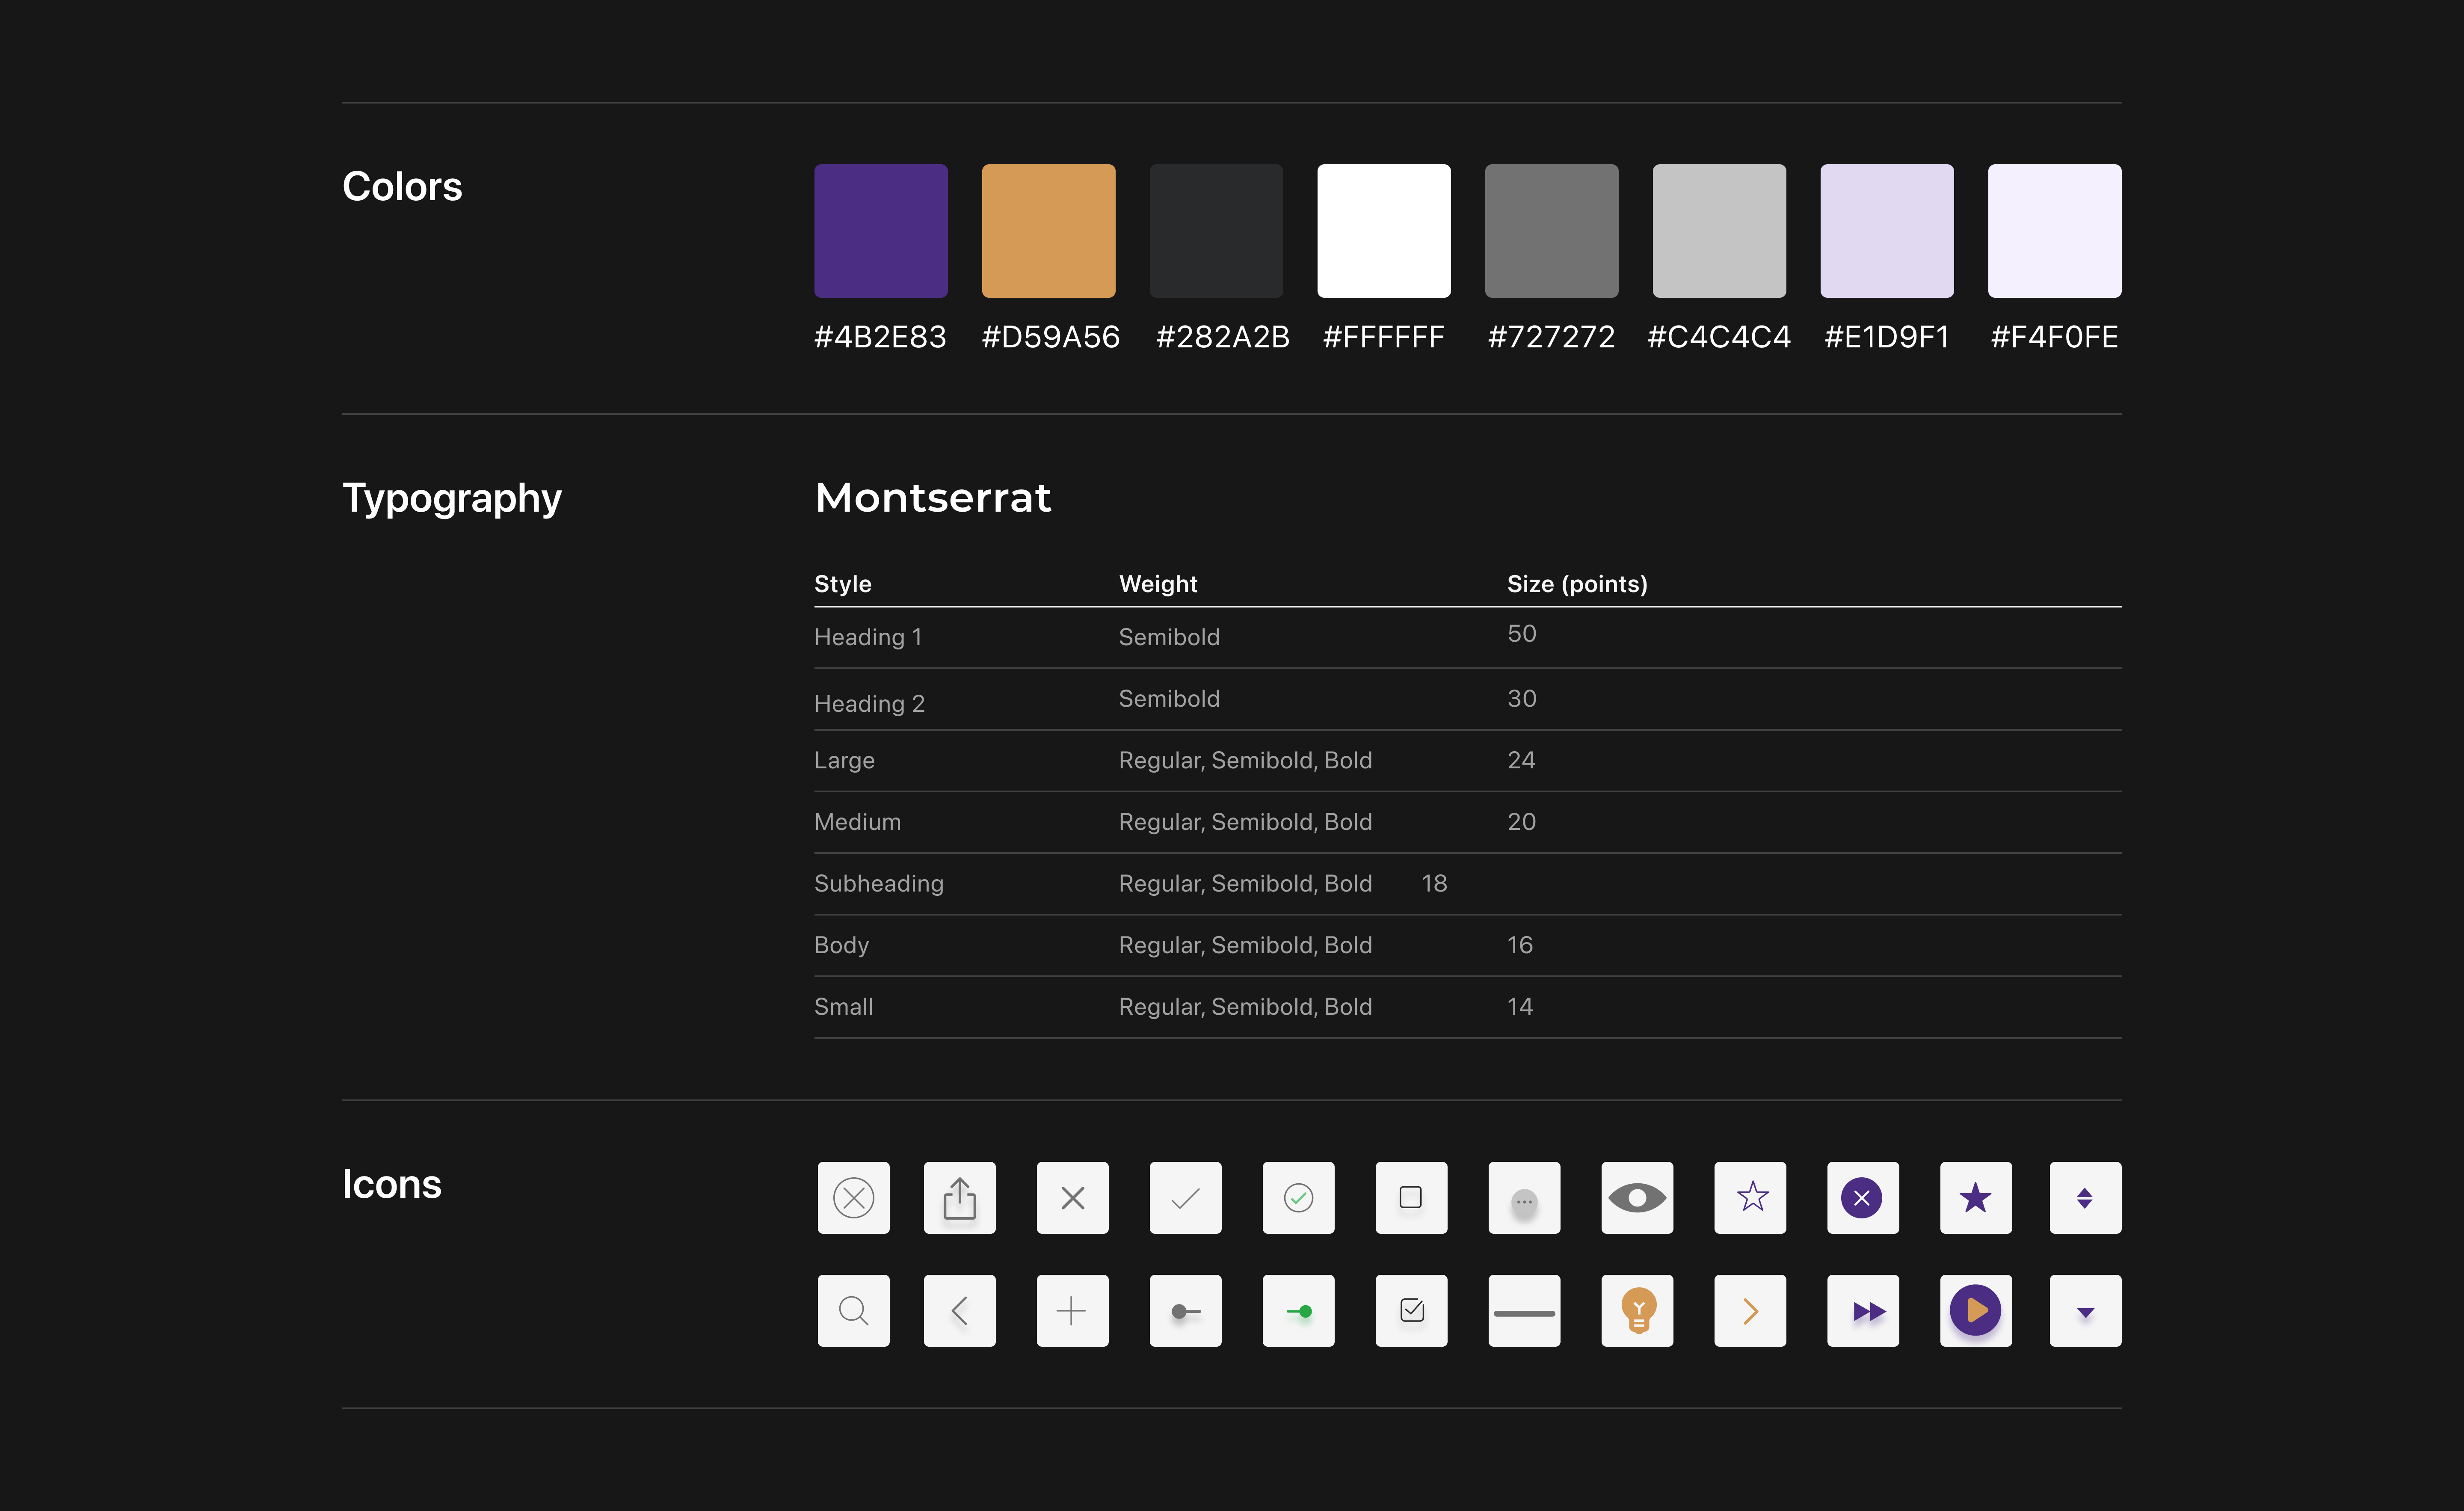 Colors
#4B2E83 #D59A56 #282A2B #FFFFFF #727272 #C4C4C4 #E1D9F1 #F4F0FE
Typography
Montserrat
Style Weight Size (points)
Heading 1 Semibold 50
Heading 2 Semibold 30
Large Regular, Semibold, Bold 24
Medium Regular, Semibold, Bold 20
Subheading Regular, Semibold, Bold 18
Body Regular, Semibold, Bold 16
Small Regular, Semibold, Bold 14
Icons